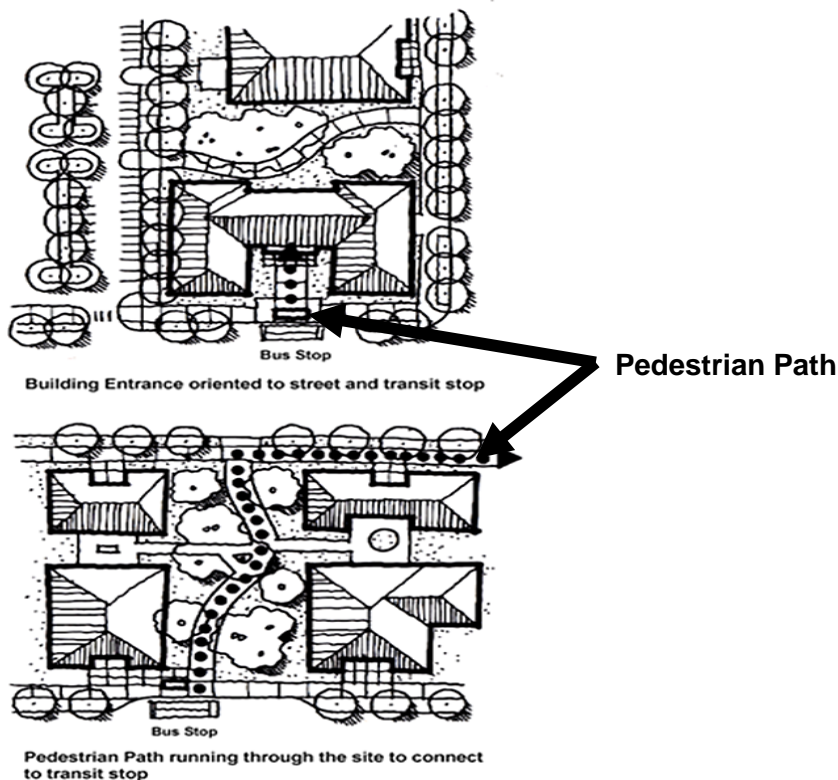 Bus Stop
Building Entrance oriented to street and transit stop
Pedestrian Path
Bus Stop
Pedestrian Path running through the site to connect
to transit stop